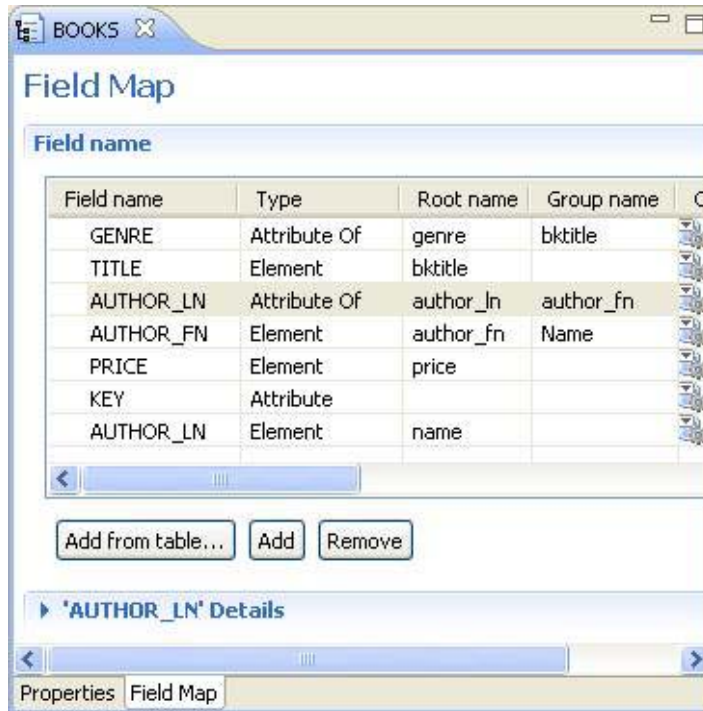 BOOKS
Field Map
Field name
Field name Type Root name Group name
GENRE Attribute Of genre bktitle
TITLE Element bktitle
AUTHOR_LN Attribute Of author_ln author_fn
AUTHOR_FN Element author_fn Name
PRICE Element price
KEY Attribute
AUTHOR_LN Element name
Add from table... Add Remove
'AUTHOR_LN' Details
Properties Field Map